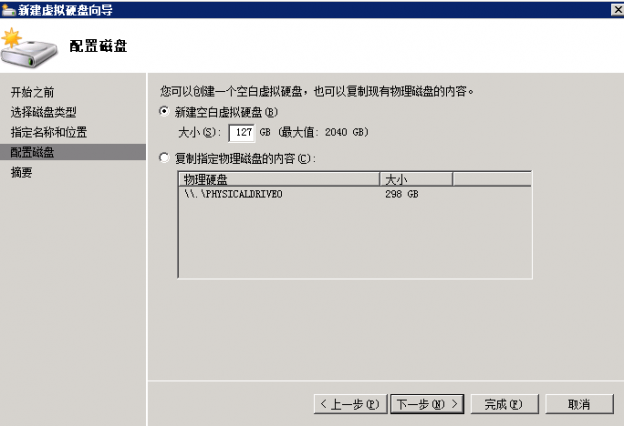 新建虚拟硬盘向导
配置磁盘
开始之前
选择磁盘类型
指定名称和位置
配置磁盘
摘要
您可以创建一个空白虚拟硬盘，也可以复制现有物理磁盘的内容。
新建空白虚拟硬盘(B)
大小(S): 127 GB (最大值: 2040 GB)
复制指定物理磁盘的内容(C):
物理硬盘 大小
\\.\PHYSICALDRIVE0 298 GB
< 上一步(P) 下一步(N) > 完成(F) 取消